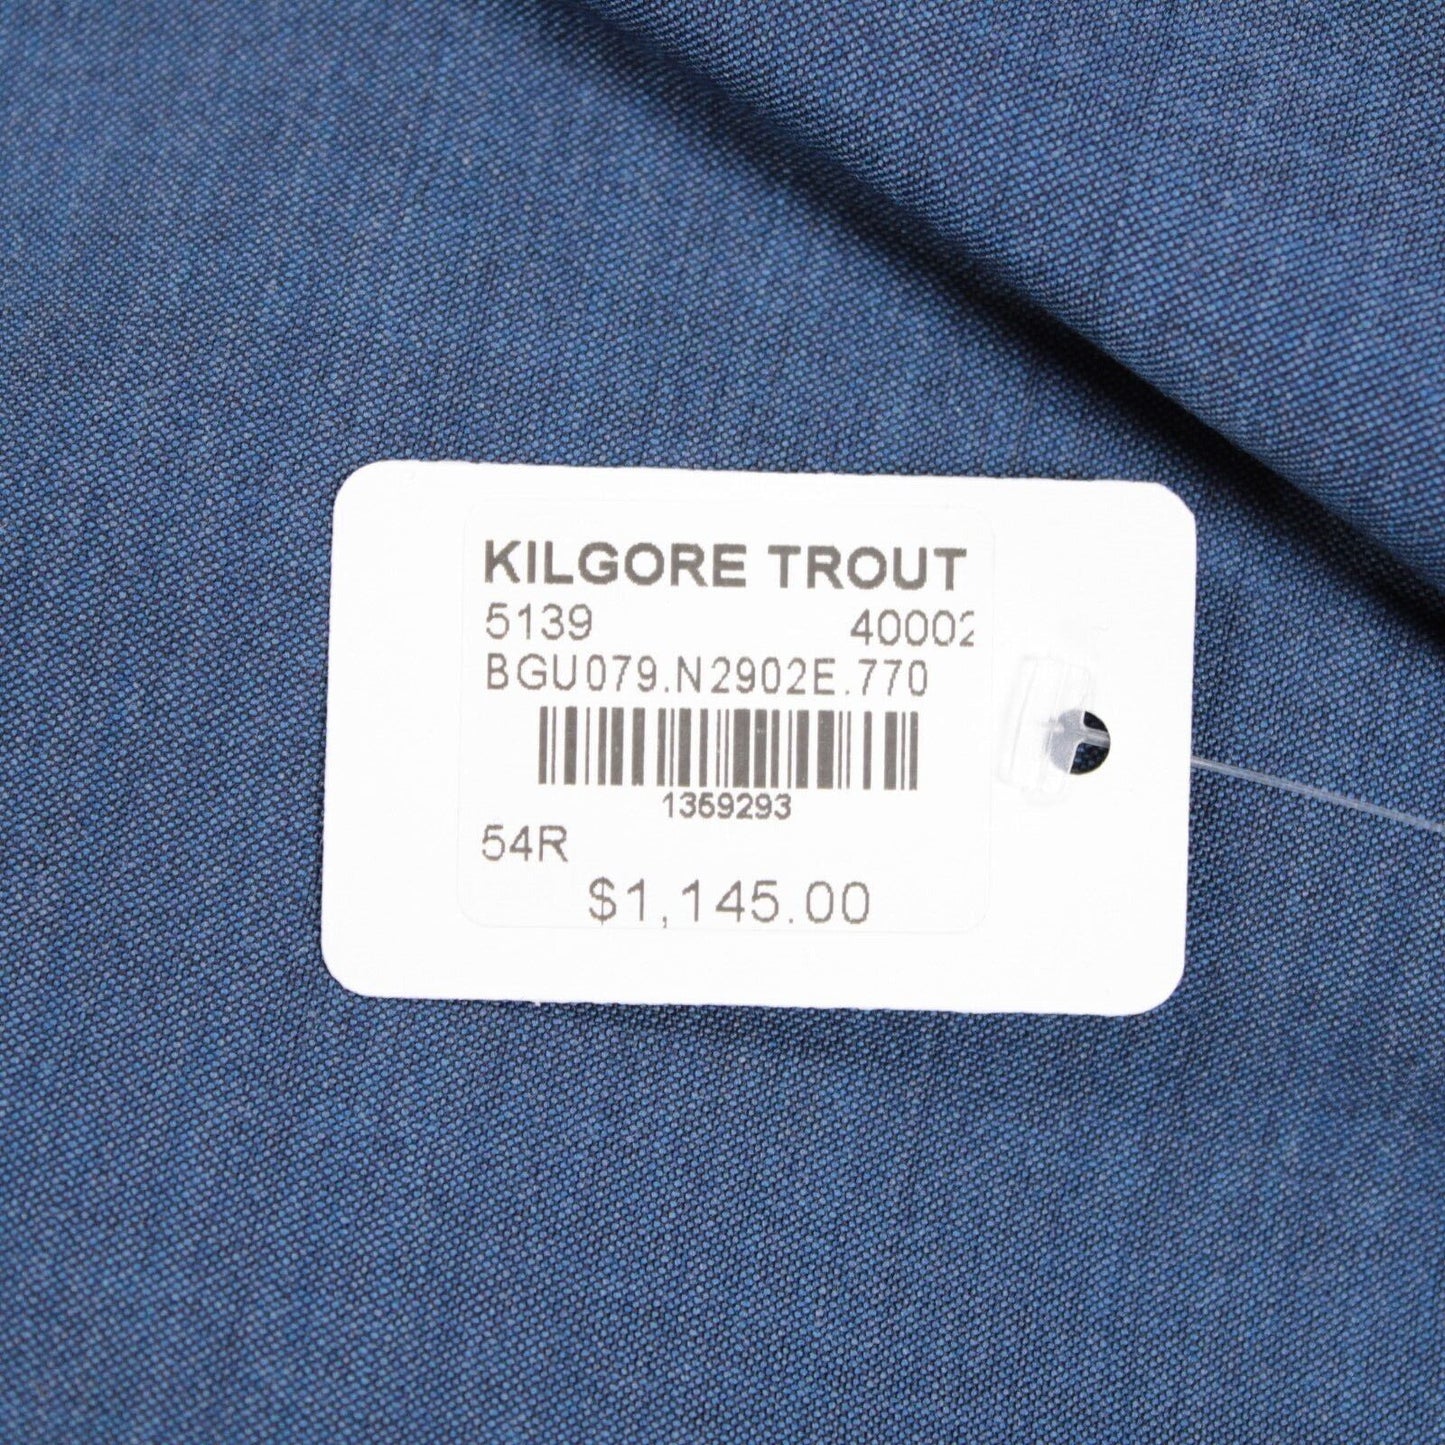 KILGORE TROUT
5139 40002
BGU079.N2902E.770
1359293
54R
$1,145.00